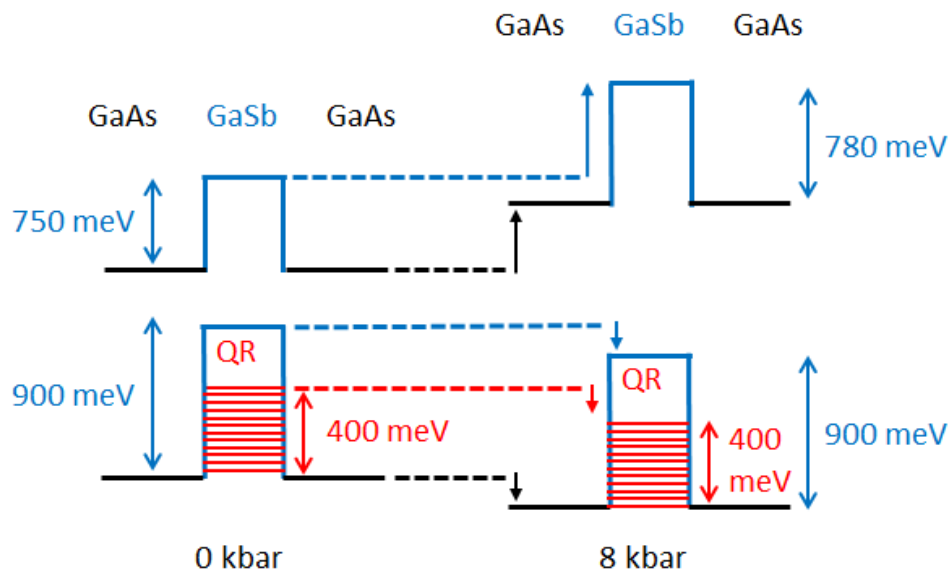 GaAs GaSb GaAs
GaAs GaSb GaAs
780 meV
750 meV
QR
QR
900 meV
400 meV
400
meV
900 meV
0 kbar
8 kbar